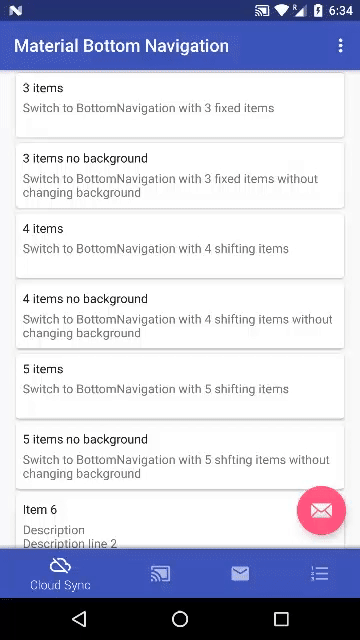 6:34
Material Bottom Navigation
3 items
Switch to BottomNavigation with 3 fixed items
3 items no background
Switch to BottomNavigation with 3 fixed items without
changing background
4 items
Switch to BottomNavigation with 4 shifting items
4 items no background
Switch to BottomNavigation with 4 shifting items without
changing background
5 items
Switch to BottomNavigation with 5 shifting items
5 items no background
Switch to BottomNavigation with 5 shfting items without
changing background
Item 6
Description
Description line 2
Cloud Sync